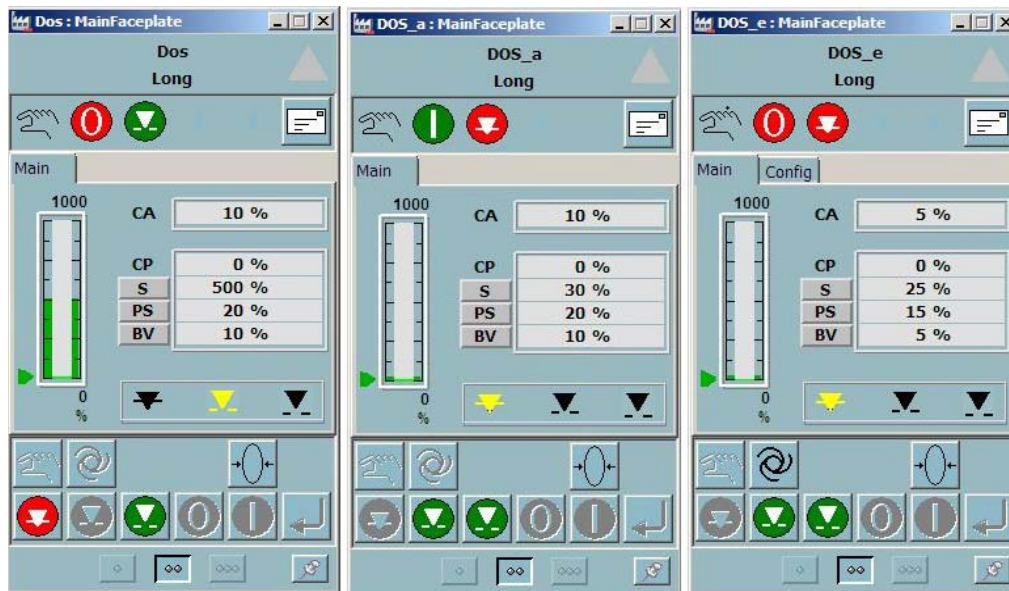 Dos : MainFaceplate
Dos
Long
Main
1000
CA 10 %
CP 0 %
S 500 %
PS 20 %
BV 10 %
0
%
DOS_a : MainFaceplate
DOS_a
Long
Main
1000
CA 10 %
CP 0 %
S 30 %
PS 20 %
BV 10 %
0
%
DOS_e : MainFaceplate
DOS_e
Long
Main Config
1000
CA 5 %
CP 0 %
S 25 %
PS 15 %
BV 5 %
0
%